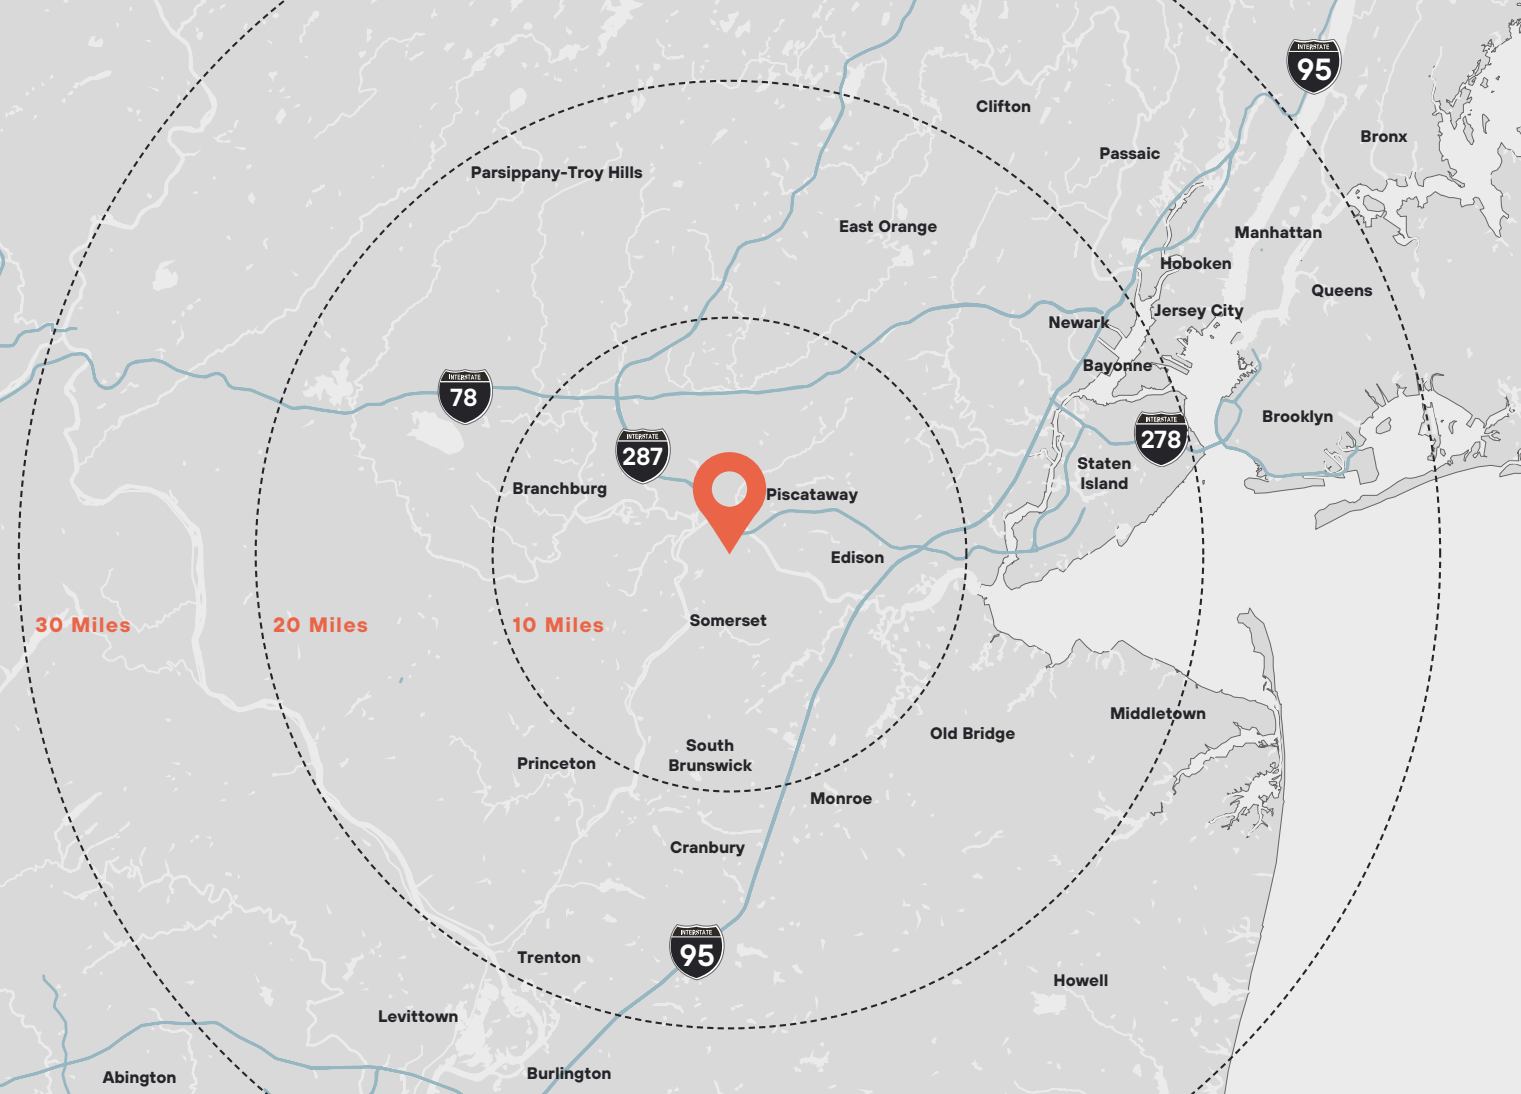 INTERSTATE
95
Clifton
Bronx
Passaic
Parsippany-Troy Hills
East Orange
Manhattan
Hoboken
Queens
Jersey City
Newark
Bayonne
INTERSTATE
78
Brooklyn
INTERSTATE
278
INTERSTATE
287
Staten
Island
Branchburg
Piscataway
Edison
30 Miles
20 Miles
10 Miles
Somerset
Middletown
Old Bridge
South
Brunswick
Princeton
Monroe
Cranbury
INTERSTATE
95
Trenton
Howell
Levittown
Burlington
Abington